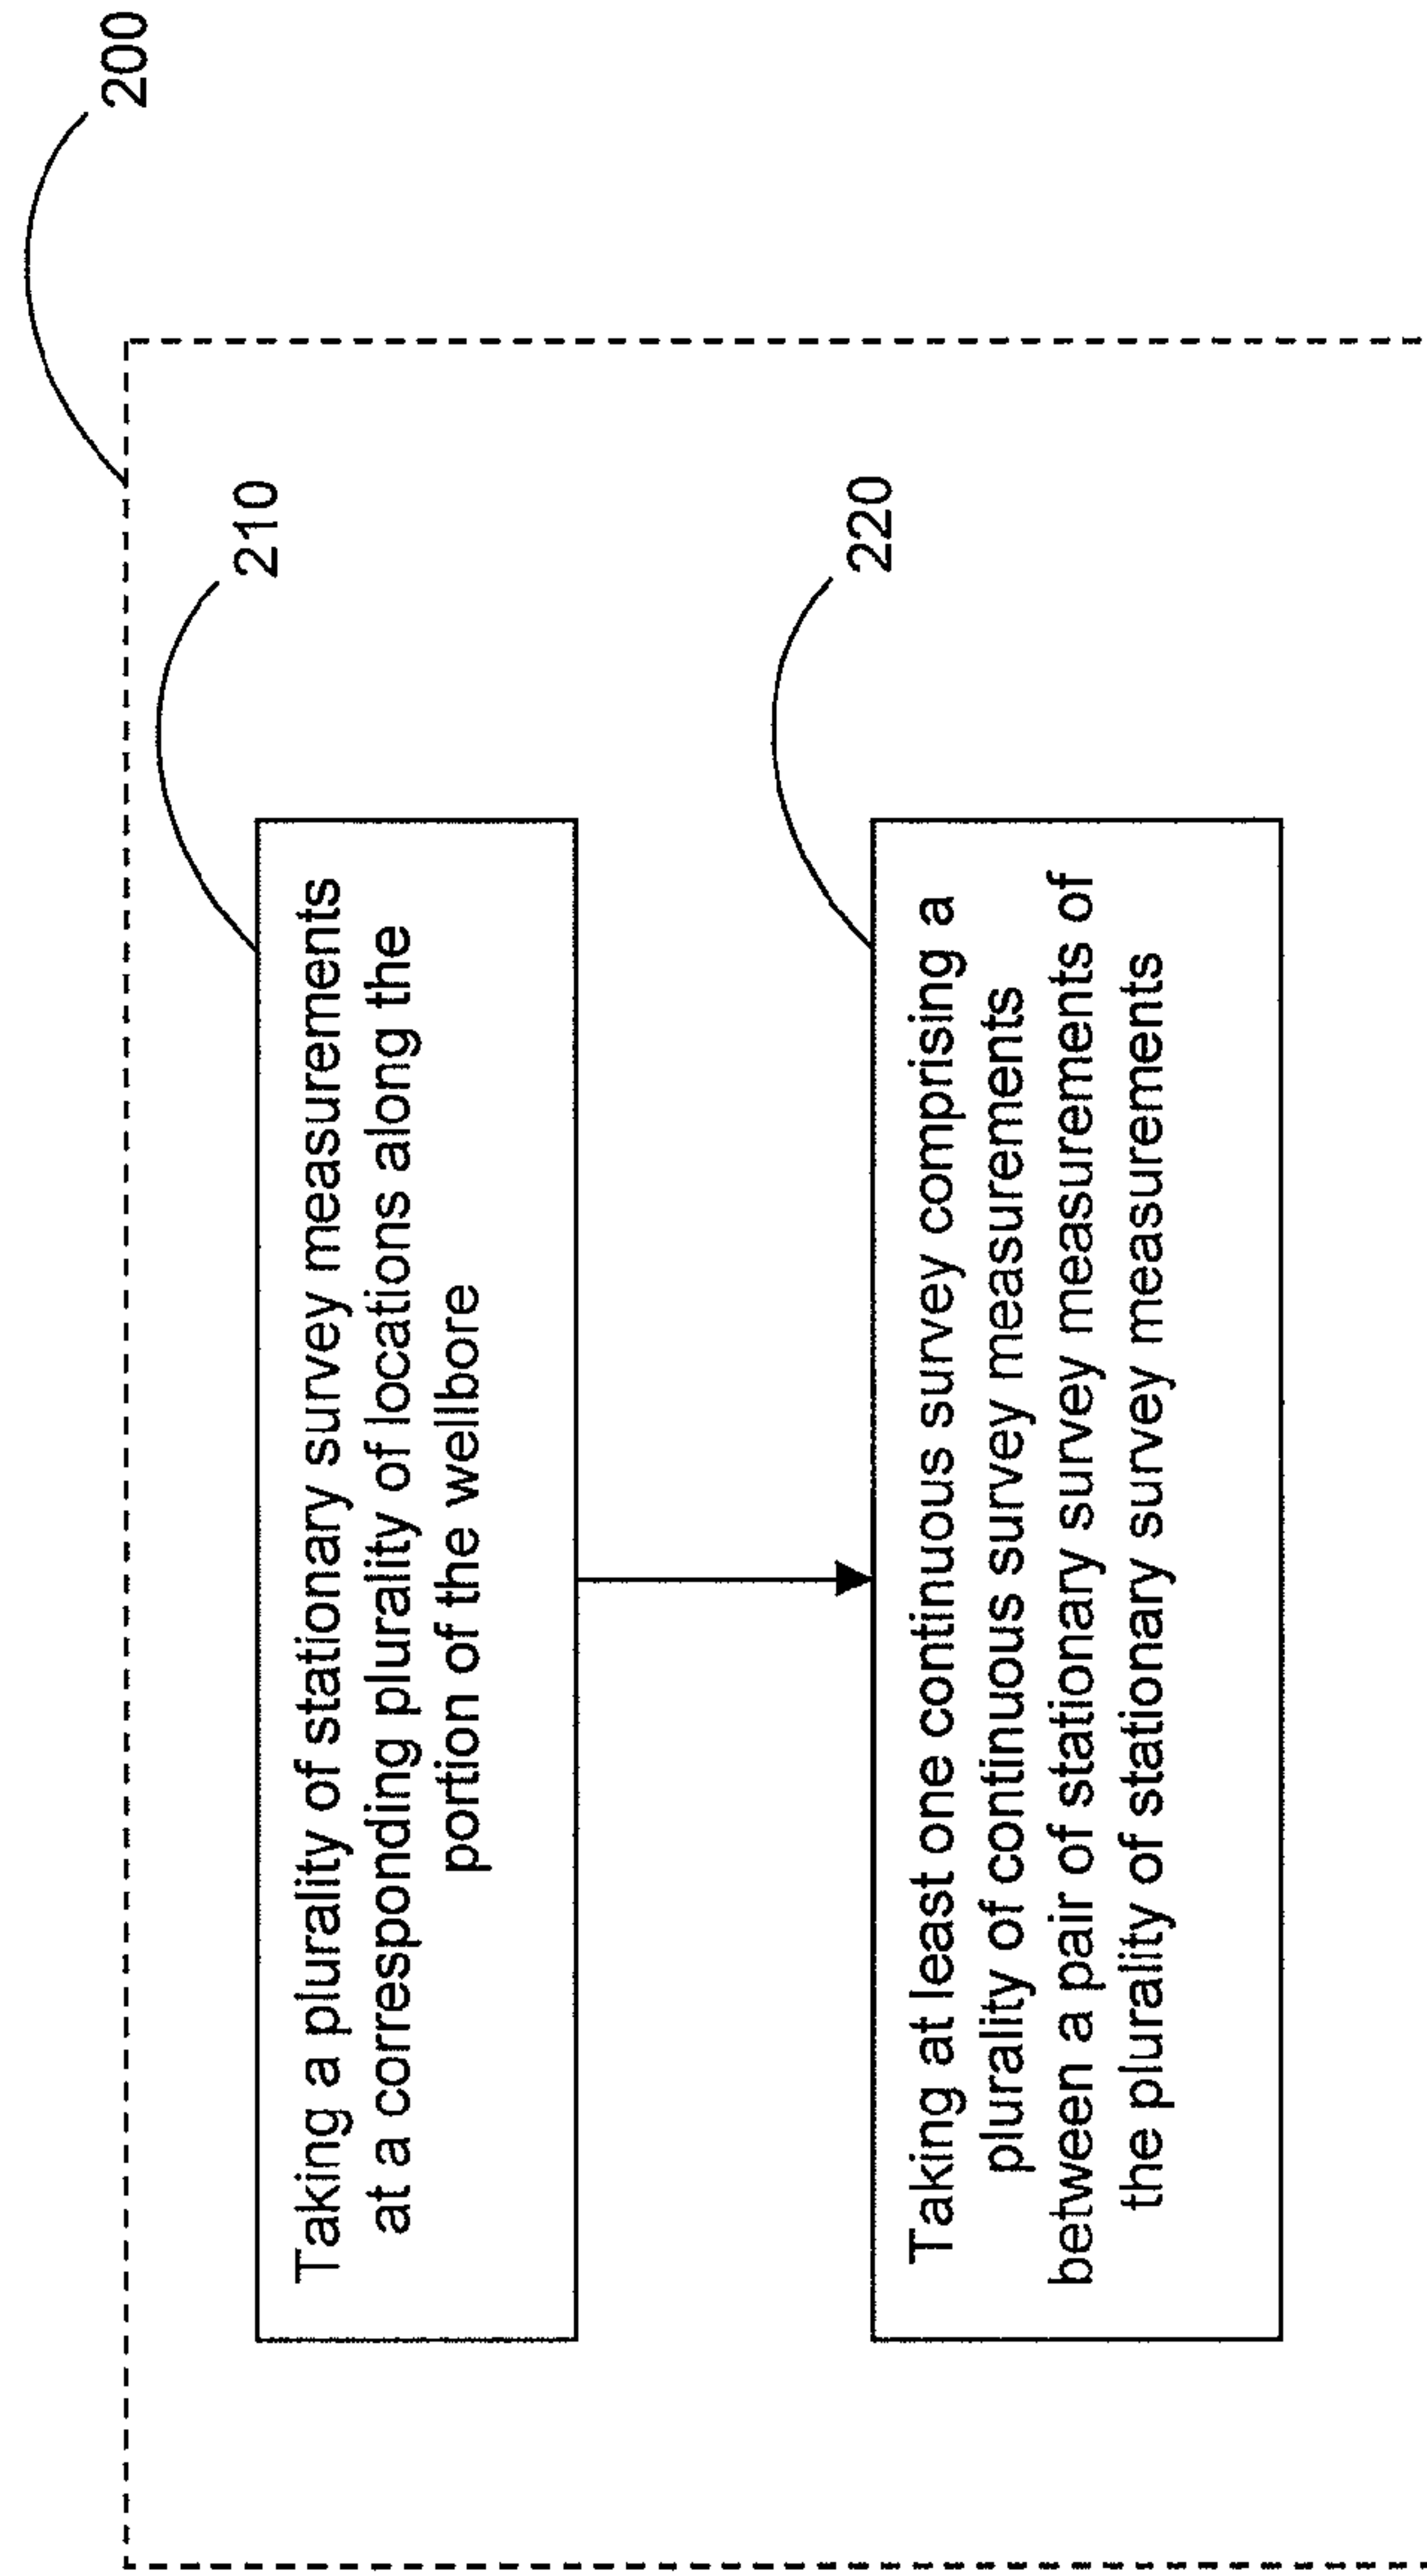 200
210
Taking a plurality of stationary survey measurements
at a corresponding plurality of locations along the
portion of the wellbore
220
Taking at least one continuous survey comprising a
plurality of continuous survey measurements
between a pair of stationary survey measurements of
the plurality of stationary survey measurements